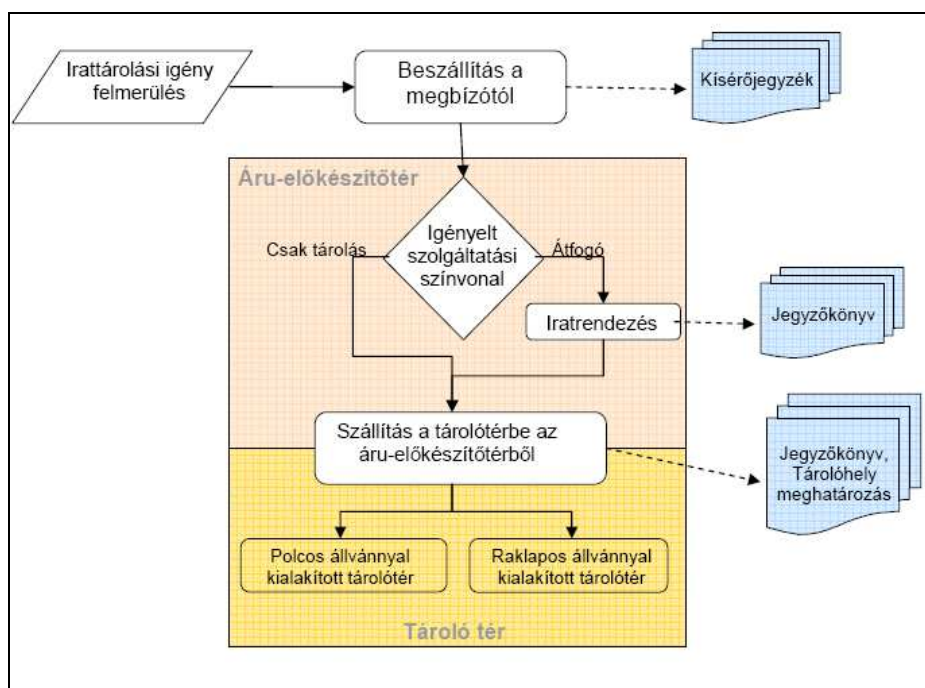 Irattárolási igény
felmerülés
Beszállítás a
megbízótól
Kísérőjegyzék
Áru-előkészítőtér
Igényelt
szolgáltatási
színvonal
Csak tárolás
Átfogó
Iratrendezés
Jegyzőkönyv
Szállítás a tárolótérbe az
áru-előkészítőtérből
Jegyzőkönyv,
Tárolóhely
meghatározás
Polcos állvánnyal
kialakított tárolótér
Raklapos állvánnyal
kialakított tárolótér
Tároló tér